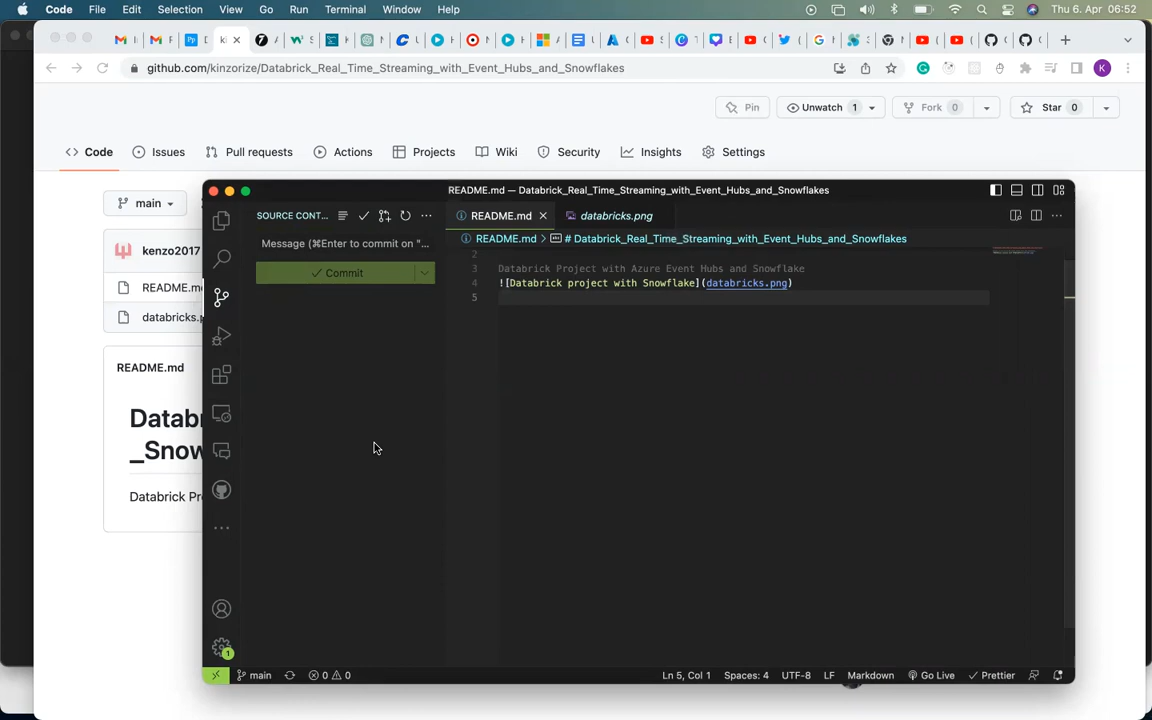 Code File Edit Selection View Go Run Terminal Window Help Thu 6. Apr 06:52
github.com/kinzorize/Databrick_Real_Time_Streaming_with_Event_Hubs_and_Snowflakes
K
Pin Unwatch 1 Fork 0 Star 0
Code Issues Pull requests Actions Projects Wiki Security Insights Settings
main
kenzo2017
README.m
databricks.p
README.md
Datab
_Snow
Databrick Pr
README.md — Databrick_Real_Time_Streaming_with_Event_Hubs_and_Snowflakes
SOURCE CONT... README.md databricks.png
README.md > # Databrick_Real_Time_Streaming_with_Event_Hubs_and_Snowflakes
Message (⌘Enter to commit on "...
Commit
2
3 Databrick Project with Azure Event Hubs and Snowflake
4 ![Databrick project with Snowflake](databricks.png)
5
1
main 0 0 Ln 5, Col 1 Spaces: 4 UTF-8 LF Markdown Go Live Prettier